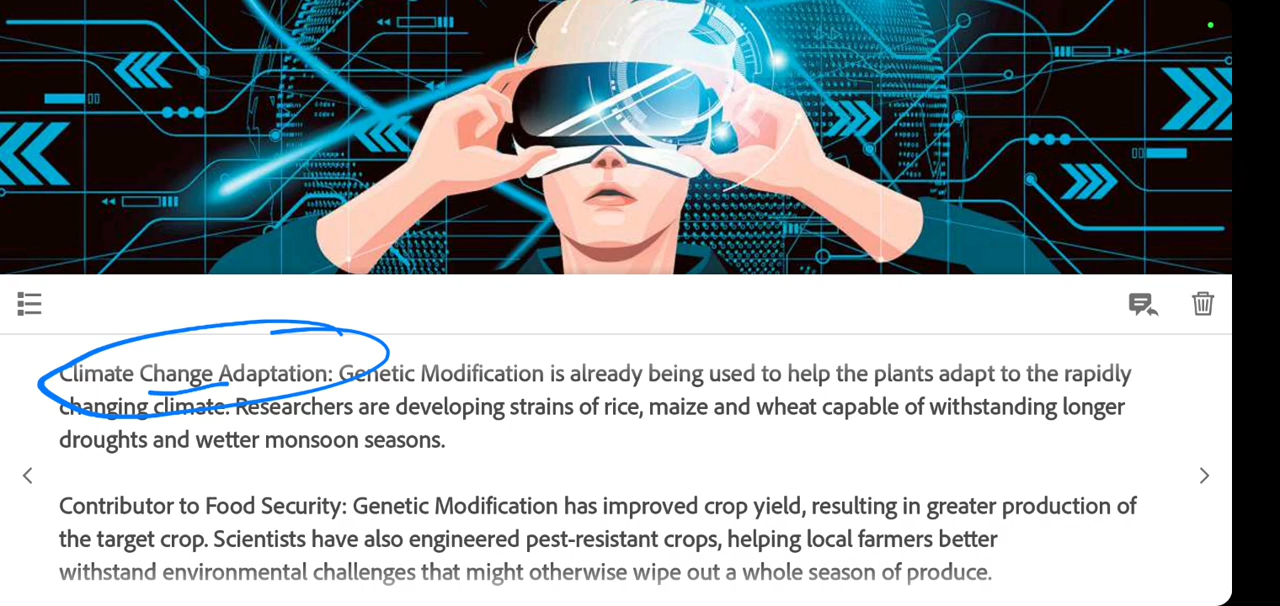 Climate Change Adaptation: Genetic Modification is already being used to help the plants adapt to the rapidly
changing climate. Researchers are developing strains of rice, maize and wheat capable of withstanding longer
droughts and wetter monsoon seasons.
Contributor to Food Security: Genetic Modification has improved crop yield, resulting in greater production of
the target crop. Scientists have also engineered pest-resistant crops, helping local farmers better
withstand environmental challenges that might otherwise wipe out a whole season of produce.